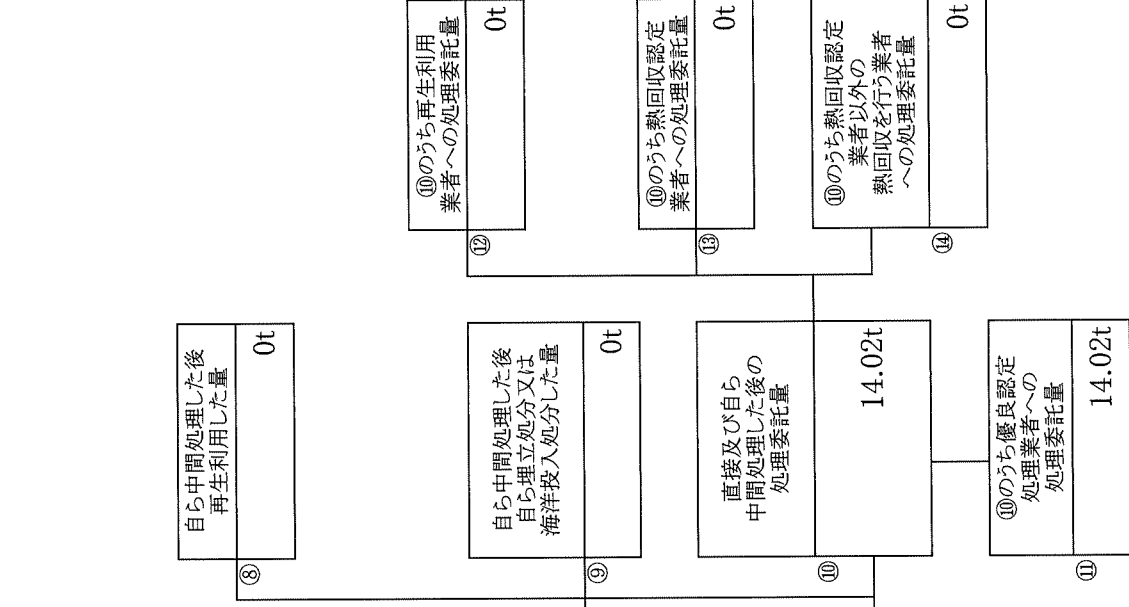 ⑧
自ら中間処理した後
再生利用した量
0t
⑨
自ら中間処理した後
自ら埋立処分又は
海洋投入処分した量
0t
⑩
直接及び自ら
中間処理した後の
処理委託量
14.02t
⑪
⑩のうち優良認定
処理業者への
処理委託量
14.02t
⑫
⑩のうち再生利用
業者への処理委託量
0t
⑬
⑩のうち熱回収認定
業者への処理委託量
0t
⑭
⑩のうち熱回収認定
業者以外の
熱回収を行う業者
への処理委託量
0t